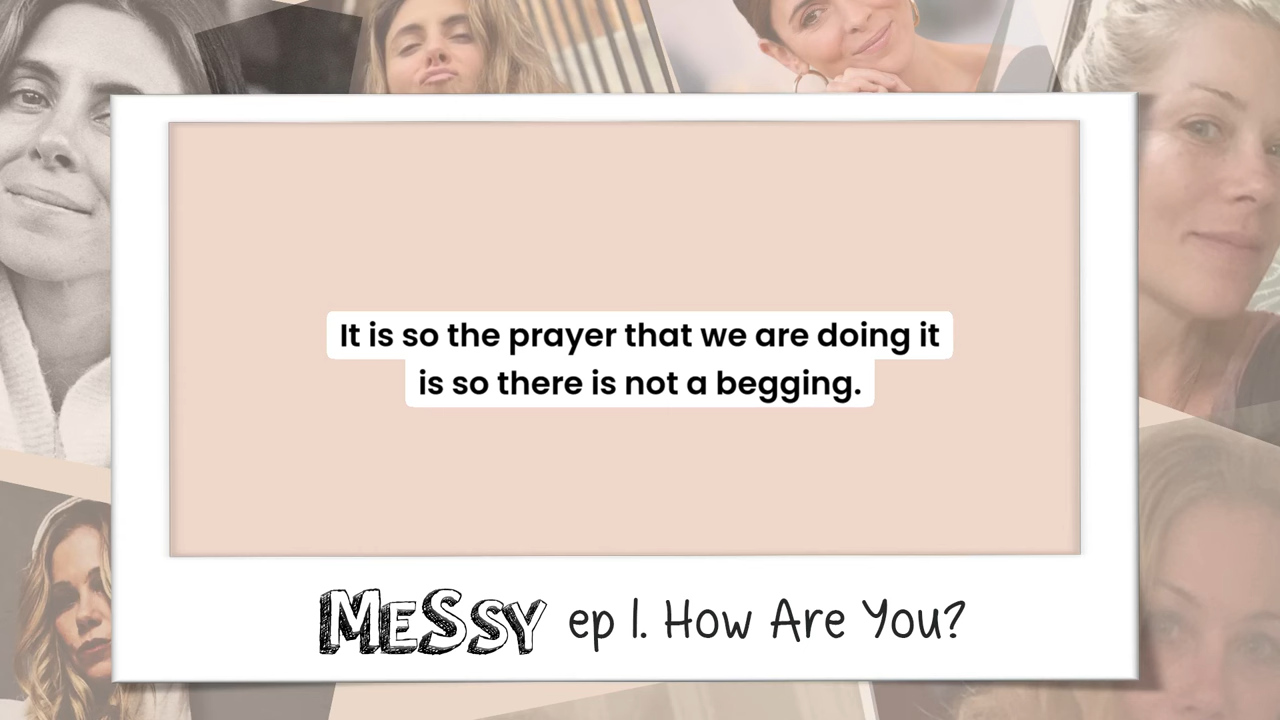 It is so the prayer that we are doing it
is so there is not a begging.
MESSY ep 1. How Are You?